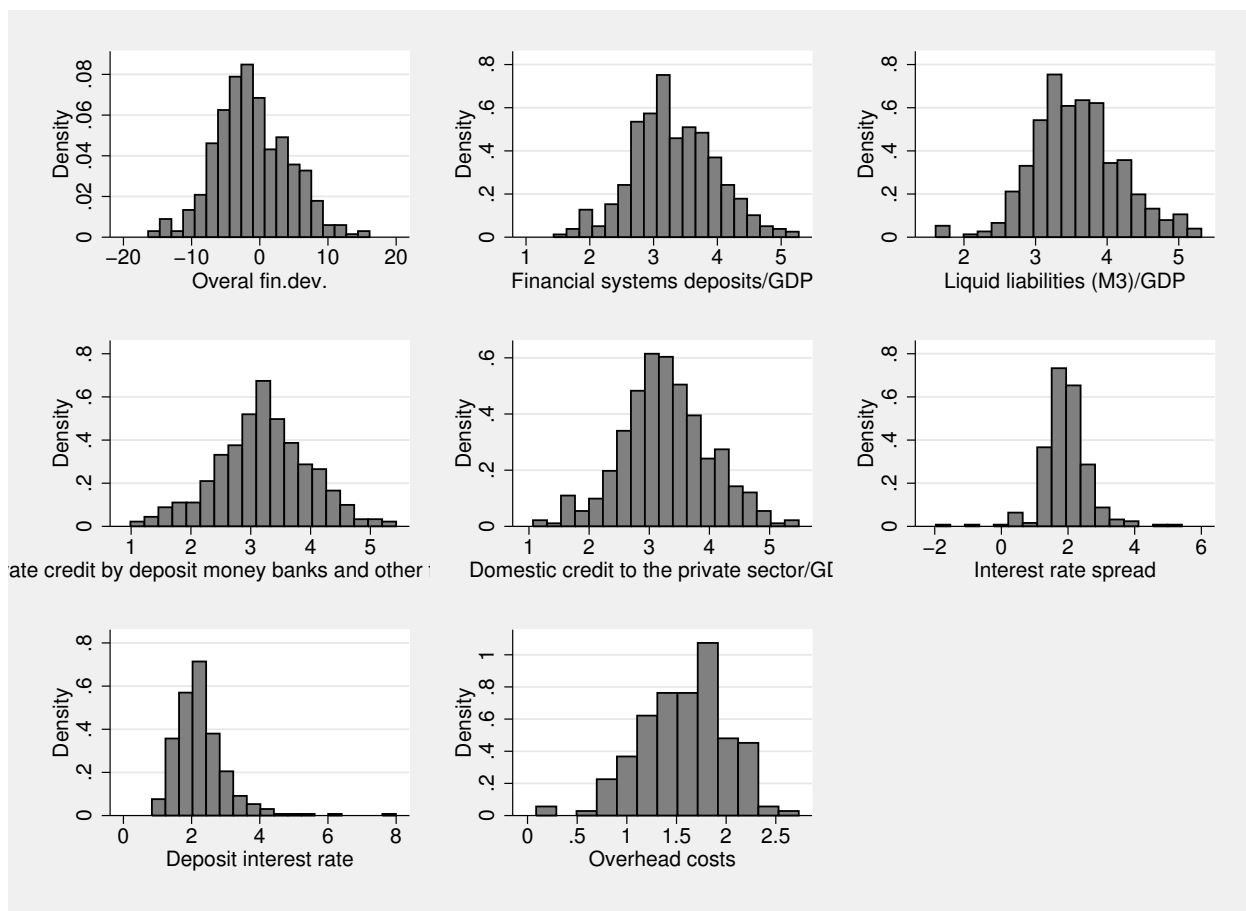 Density
0 .02 .04 .06 .08
−20 −10 0 10 20
Overal fin.dev.
Density
0 .2 .4 .6 .8
1 2 3 4 5
Financial systems deposits/GDP
Density
0 .2 .4 .6 .8
2 3 4 5
Liquid liabilities (M3)/GDP
Density
0 .2 .4 .6 .8
1 2 3 4 5
credit by deposit money banks and other
Density
0 .2 .4 .6
1 2 3 4 5
Domestic credit to the private sector/G
Density
0 .2 .4 .6 .8
−2 0 2 4 6
Interest rate spread
Density
0 .2 .4 .6 .8
0 2 4 6 8
Deposit interest rate
Density
0 .2 .4 .6 .8 1
0 .5 1 1.5 2 2.5
Overhead costs